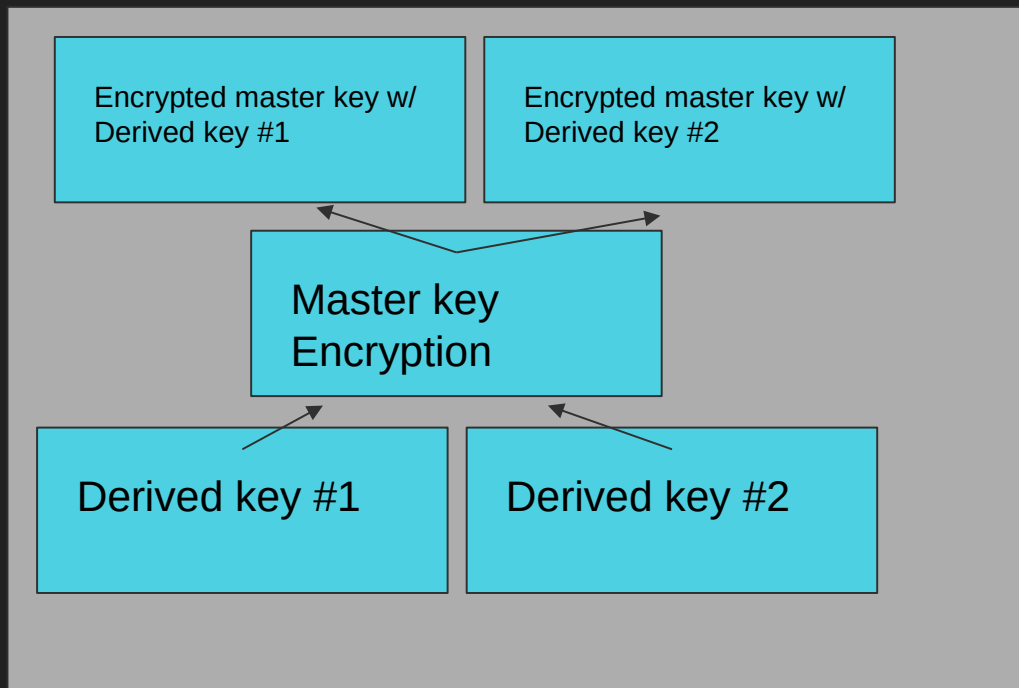 Encrypted master key w/
Derived key #1
Encrypted master key w/
Derived key #2
Master key
Encryption
Derived key #1
Derived key #2